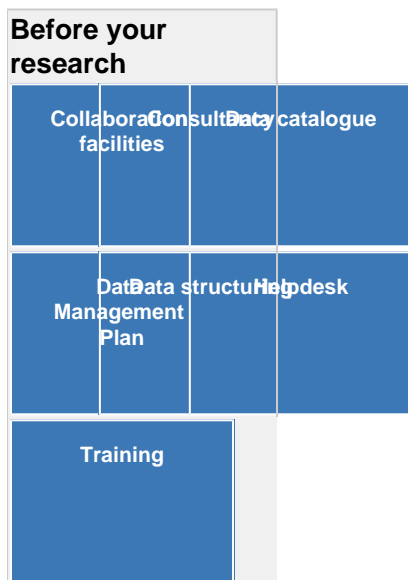 Before your
research
Collaboration Consultancy Data catalogue
facilities
Data Data structuring Helpdesk
Management
Plan
Training